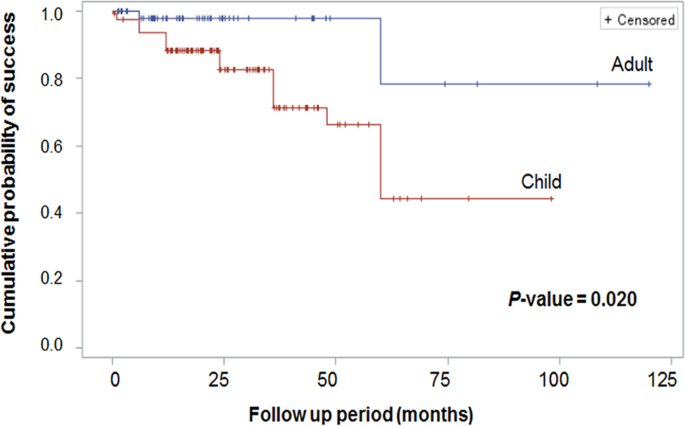 Cumulative probability of success
1.0
0.8
0.6
0.4
0.2
0.0
+ Censored
Adult
Child
P-value = 0.020
0 25 50 75 100 125
Follow up period (months)